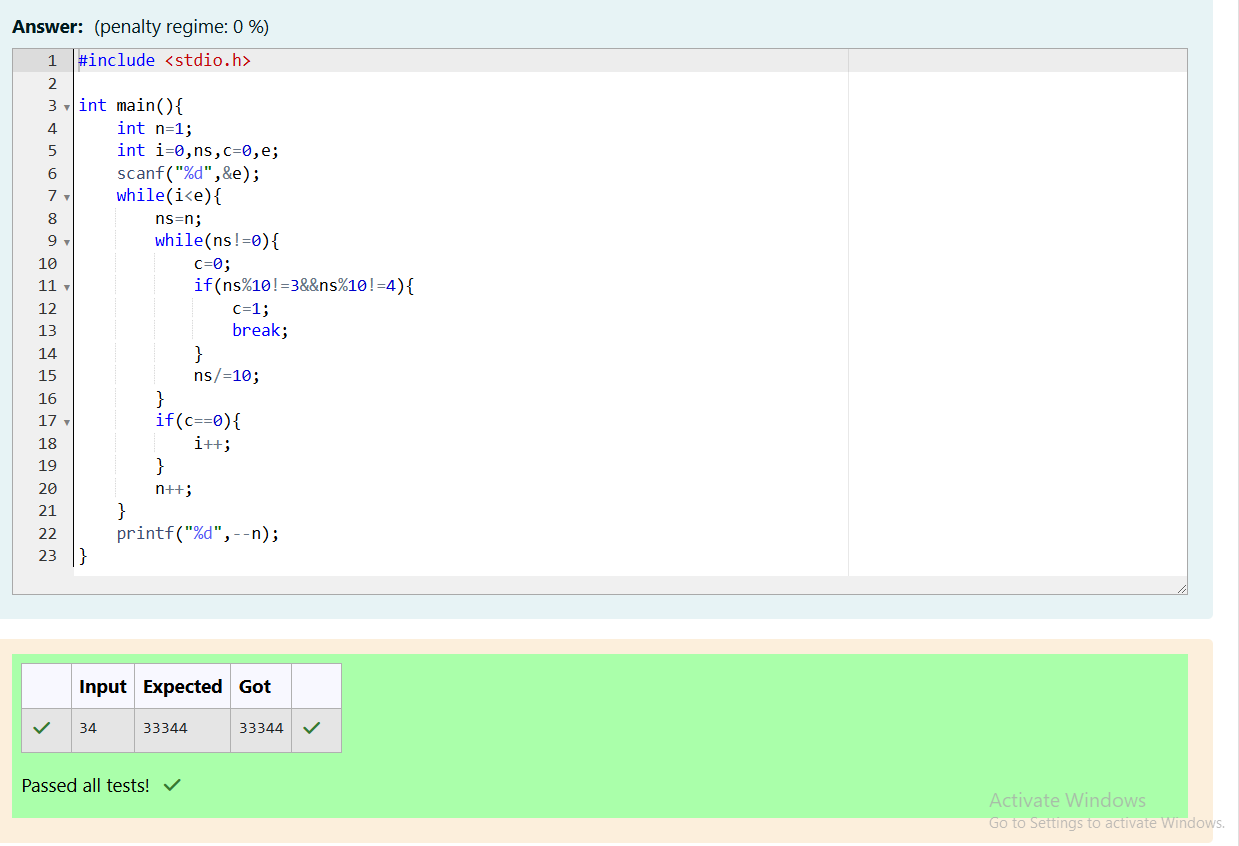 Answer: (penalty regime: 0 %)
1 #include <stdio.h>
2
3 int main(){
4     int n=1;
5     int i=0,ns,c=0,e;
6     scanf("%d",&e);
7     while(i<e){
8         ns=n;
9         while(ns!=0){
10             c=0;
11             if(ns%10!=3&&ns%10!=4){
12                 c=1;
13                 break;
14             }
15             ns/=10;
16         }
17         if(c==0){
18             i++;
19         }
20         n++;
21     }
22     printf("%d",--n);
23 }
Input Expected Got
34 33344 33344
Passed all tests!
Activate Windows
Go to Settings to activate Windows.